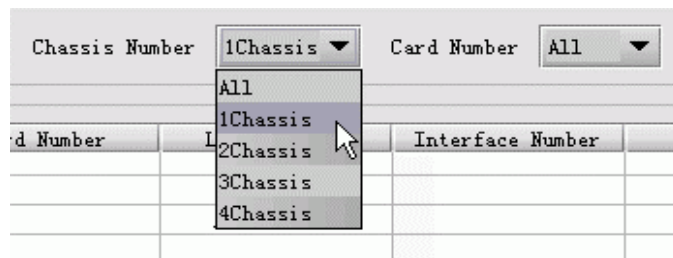 Chassis Number 1Chassis Card Number All
All
1Chassis
d Number L Interface Number
2Chassis
3Chassis
4Chassis